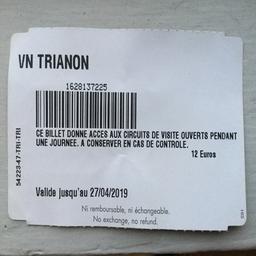 VN TRIANON
1628137225
54223-47-TRI-TRI
CE BILLET DONNE ACCES AUX CIRCUITS DE VISITE OUVERTS PENDANT
UNE JOURNEE. A CONSERVER EN CAS DE CONTROLE.
12 Euros
Valide jusqu'au 27/04/2019
Ni remboursable, ni échangeable.
No exchange, no refund.